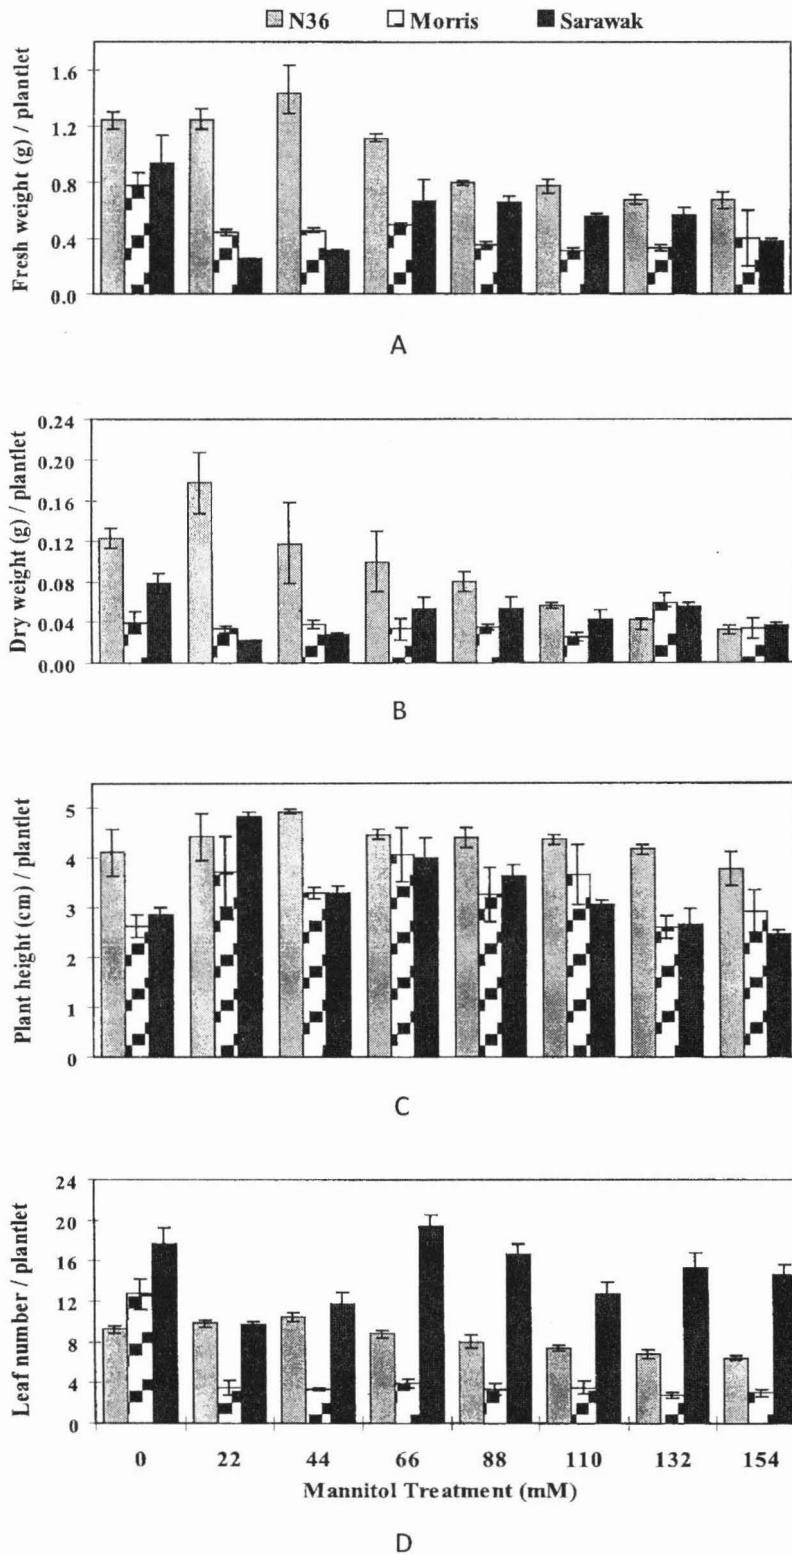 N36 Morris Sarawak
Fresh weight (g) / plantlet
1.6
1.2
0.8
0.4
0.0
A
Dry weight (g) / plantlet
0.24
0.20
0.16
0.12
0.08
0.04
0.00
B
Plant height (cm) / plantlet
5
4
3
2
1
0
C
Leaf number / plantlet
24
20
16
12
8
4
0
0 22 44 66 88 110 132 154
Mannitol Treatment (mM)
D